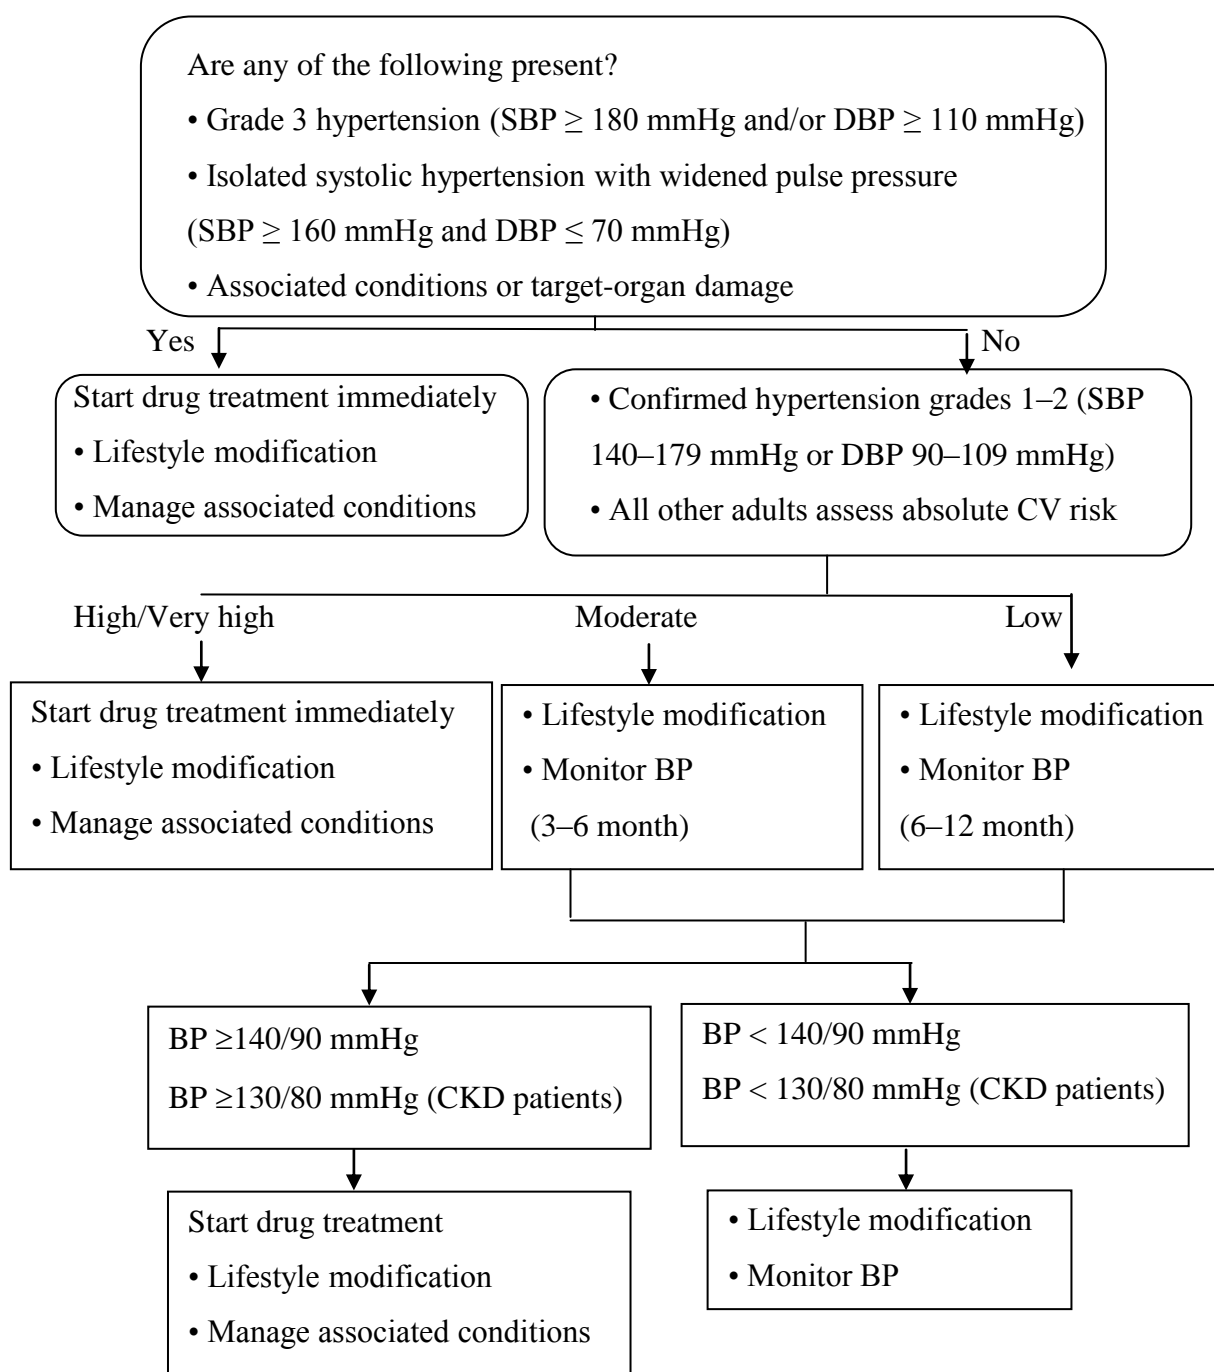 Are any of the following present?
• Grade 3 hypertension (SBP ≥ 180 mmHg and/or DBP ≥ 110 mmHg)
• Isolated systolic hypertension with widened pulse pressure
(SBP ≥ 160 mmHg and DBP ≤ 70 mmHg)
• Associated conditions or target-organ damage
Yes
No
Start drug treatment immediately
• Lifestyle modification
• Manage associated conditions
• Confirmed hypertension grades 1–2 (SBP
140–179 mmHg or DBP 90–109 mmHg)
• All other adults assess absolute CV risk
High/Very high
Moderate
Low
Start drug treatment immediately
• Lifestyle modification
• Manage associated conditions
• Lifestyle modification
• Monitor BP
(3–6 month)
• Lifestyle modification
• Monitor BP
(6–12 month)
BP ≥140/90 mmHg
BP ≥130/80 mmHg (CKD patients)
BP < 140/90 mmHg
BP < 130/80 mmHg (CKD patients)
Start drug treatment
• Lifestyle modification
• Manage associated conditions
• Lifestyle modification
• Monitor BP